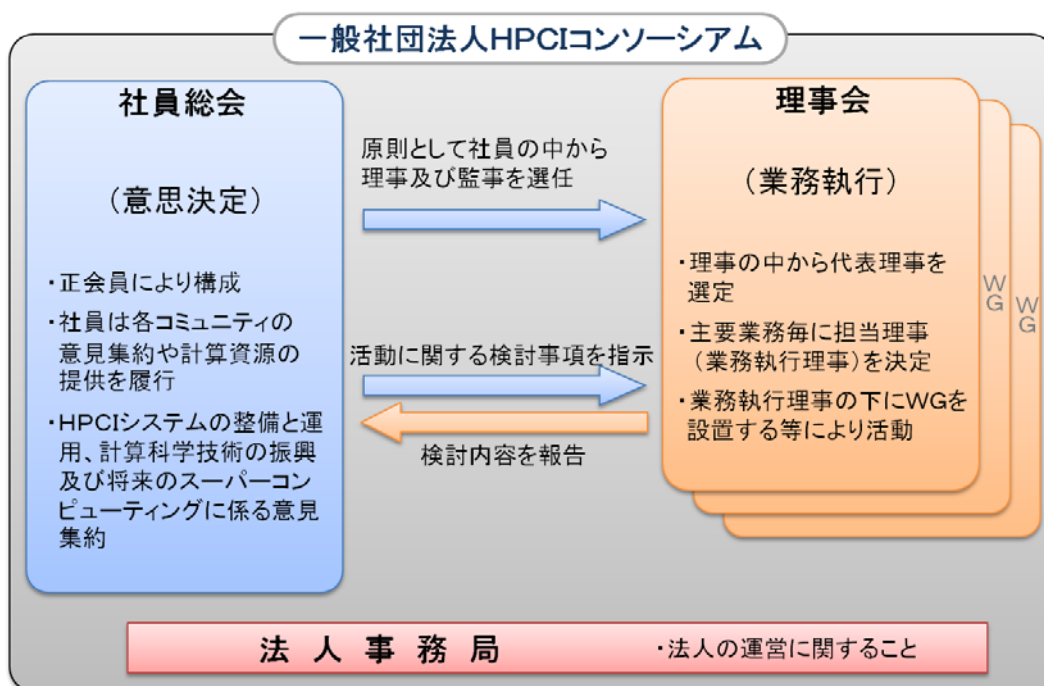 一般社団法人HPCIコンソーシアム
社員総会
（意思決定）
・正会員により構成
・社員は各コミュニティの
意見集約や計算資源の
提供を履行
・HPCIシステムの整備と運
用、計算科学技術の振興
及び将来のスーパーコン
ピューティングに係る意見
集約
原則として社員の中から
理事及び監事を選任
活動に関する検討事項を指示
検討内容を報告
理事会
（業務執行）
・理事の中から代表理事を
選定
・主要業務毎に担当理事
（業務執行理事）を決定
・業務執行理事の下にWGを
設置する等により活動
WG
WG
法人事務局
・法人の運営に関すること